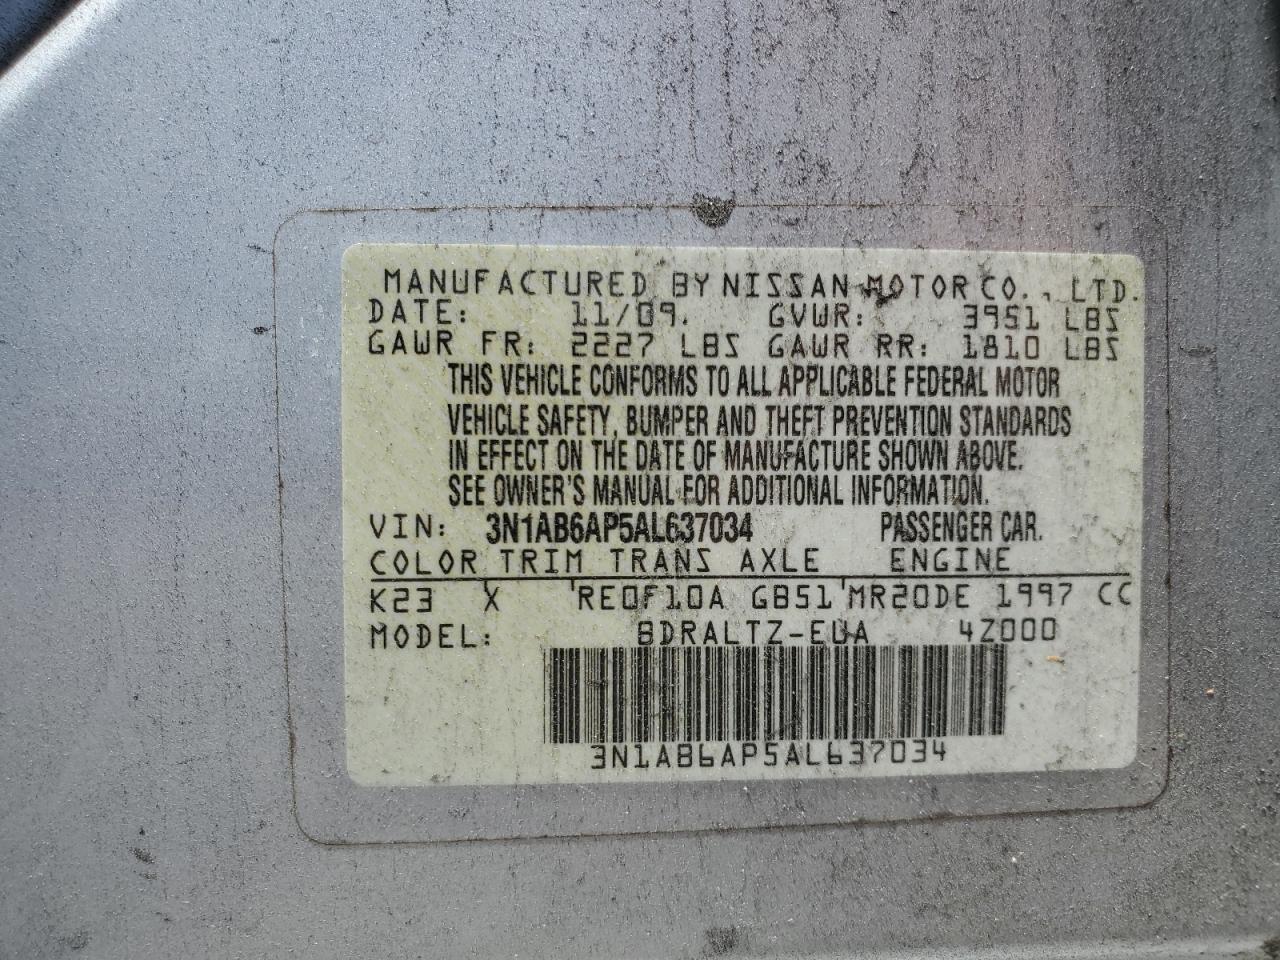 MANUFACTURED BY NISSAN MOTOR CO., LTD.
DATE: 11/09. GVWR: 3951 LBS
GAWR FR: 2227 LBS GAWR RR: 1810 LBS
THIS VEHICLE CONFORMS TO ALL APPLICABLE FEDERAL MOTOR
VEHICLE SAFETY, BUMPER AND THEFT PREVENTION STANDARDS
IN EFFECT ON THE DATE OF MANUFACTURE SHOWN ABOVE.
SEE OWNER'S MANUAL FOR ADDITIONAL INFORMATION.
VIN: 3N1AB6AP5AL637034 PASSENGER CAR.
COLOR TRIM TRANS AXLE ENGINE
K23 X RE0F10A GB51 MR20DE 1997 CC
MODEL: BDRALTZ-EUA 4Z000
3N1AB6AP5AL637034